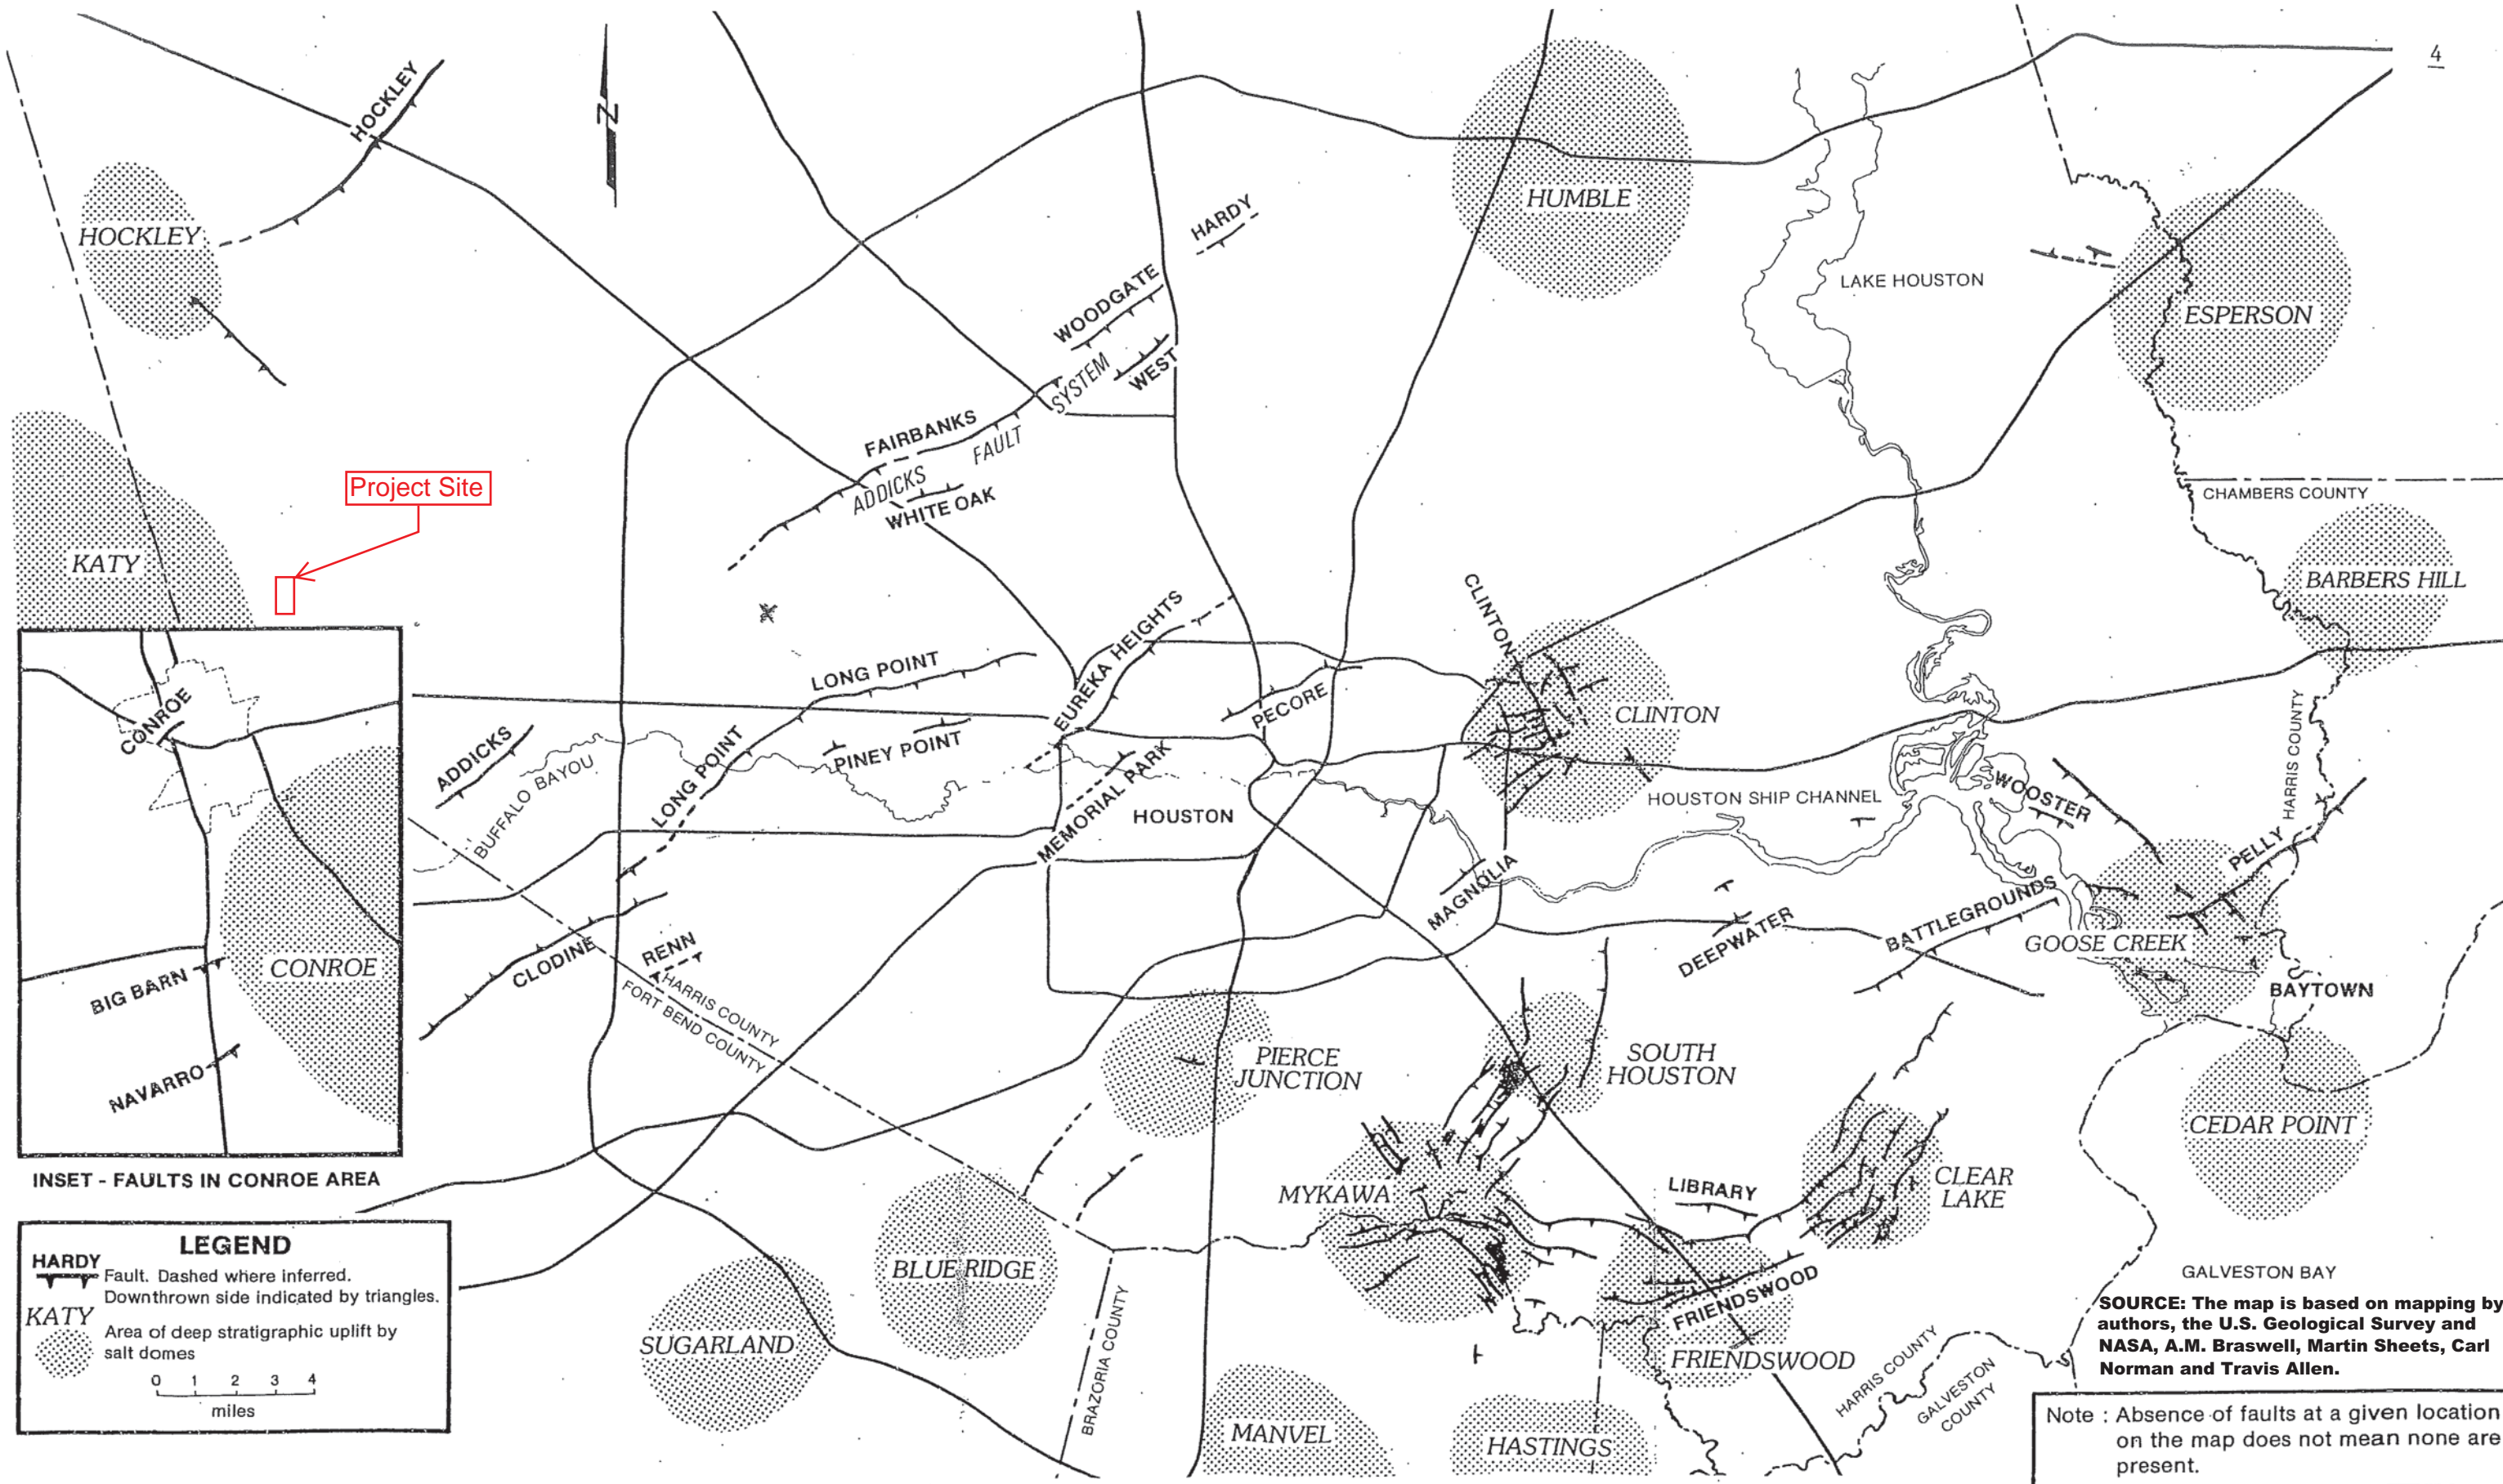 4
HOCKLEY
HOCKLEY
N
HUMBLE
HARDY
LAKE HOUSTON
WOODGATE
ESPERSON
SYSTEM
WEST
FAIRBANKS
FAULT
ADDICKS
WHITE OAK
Project Site
CHAMBERS COUNTY
KATY
BARBERS HILL
CLINTON
EUREKA HEIGHTS
LONG POINT
PECORE
CLINTON
HARRIS COUNTY
CONROE
ADDICKS
BUFFALO BAYOU
LONG POINT
PINEY POINT
MEMORIAL PARK
HOUSTON
HOUSTON SHIP CHANNEL
WOOSTER
PELLY
MAGNOLIA
DEEPWATER
BATTLEGROUNDS
GOOSE CREEK
BAYTOWN
CLODINE
RENN
HARRIS COUNTY
FORT BEND COUNTY
CONROE
BIG BARN
NAVARRO
INSET - FAULTS IN CONROE AREA
PIERCE
JUNCTION
SOUTH
HOUSTON
CEDAR POINT
MYKAWA
LIBRARY
CLEAR
LAKE
BLUE RIDGE
SUGARLAND
BRAZORIA COUNTY
FRIENDSWOOD
FRIENDSWOOD
MANVEL
HASTINGS
HARRIS COUNTY
GALVESTON
COUNTY
GALVESTON BAY
LEGEND
HARDY
Fault. Dashed where inferred.
Downthrown side indicated by triangles.
KATY
Area of deep stratigraphic uplift by
salt domes
0 1 2 3 4
miles
SOURCE: The map is based on mapping by
authors, the U.S. Geological Survey and
NASA, A.M. Braswell, Martin Sheets, Carl
Norman and Travis Allen.
Note : Absence of faults at a given location
on the map does not mean none are
present.